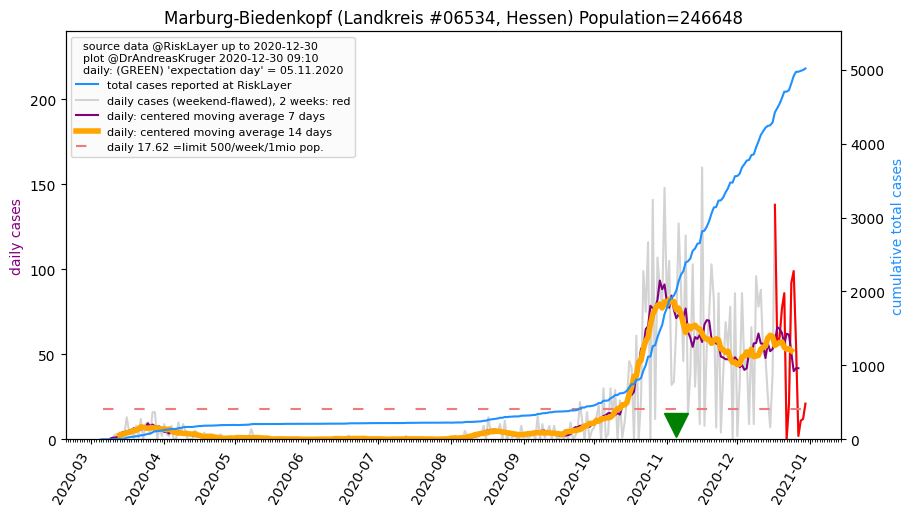 Marburg-Biedenkopf (Landkreis #06534, Hessen) Population=246648
source data @RiskLayer up to 2020-12-30
plot @DrAndreasKruger 2020-12-30 09:10
daily: (GREEN) 'expectation day' = 05.11.2020
total cases reported at RiskLayer
daily cases (weekend-flawed), 2 weeks: red
daily: centered moving average 7 days
daily: centered moving average 14 days
daily 17.62 =limit 500/week/1mio pop.
daily cases
200
150
100
50
0
cumulative total cases
5000
4000
3000
2000
1000
0
2020-03
2020-04
2020-05
2020-06
2020-07
2020-08
2020-09
2020-10
2020-11
2020-12
2021-01